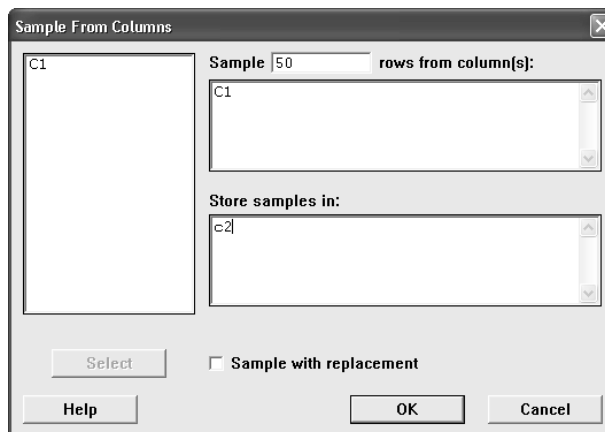 Sample From Columns
C1
Sample 50 rows from column(s):
C1
Store samples in:
c2
Select
Sample with replacement
Help
OK
Cancel